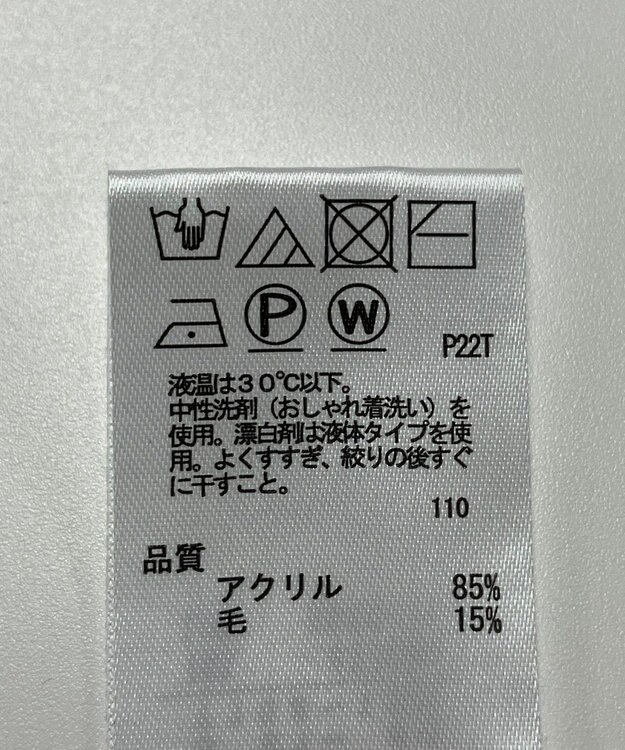 P
W
P22T
液温は30℃以下。
中性洗剤（おしゃれ着洗い）を
使用。漂白剤は液体タイプを使
用。よくすすぎ、絞りの後すぐ
に干すこと。
110
品質
アクリル 85%
毛 15%